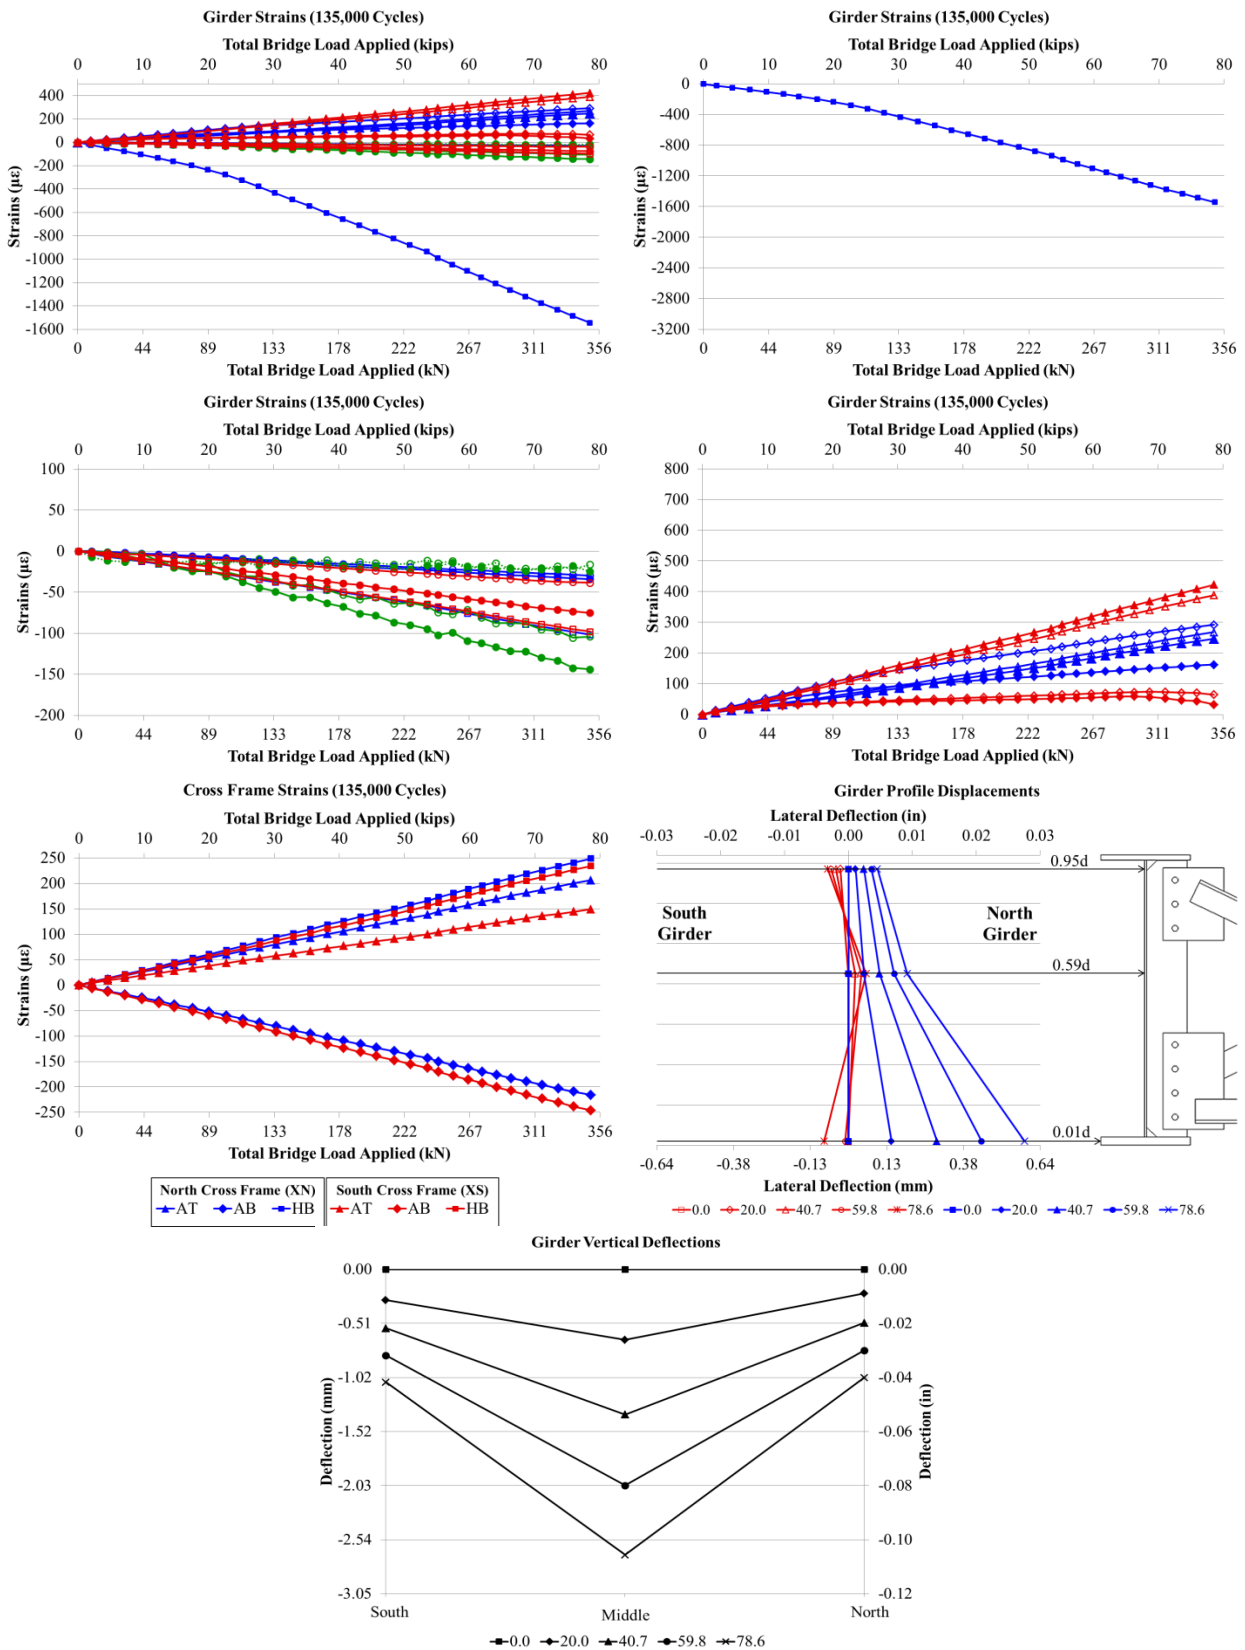 Girder Strains (135,000 Cycles)
Total Bridge Load Applied (kips)
0 10 20 30 40 50 60 70 80
400
200
0
-200
-400
-600
-800
-1000
-1200
-1400
-1600
Strains (με)
0 44 89 133 178 222 267 311 356
Total Bridge Load Applied (kN)
Girder Strains (135,000 Cycles)
Total Bridge Load Applied (kips)
0 10 20 30 40 50 60 70 80
0
-400
-800
-1200
-1600
-2000
-2400
-2800
-3200
Strains (με)
0 44 89 133 178 222 267 311 356
Total Bridge Load Applied (kN)
Girder Strains (135,000 Cycles)
Total Bridge Load Applied (kips)
0 10 20 30 40 50 60 70 80
100
50
0
-50
-100
-150
-200
Strains (με)
0 44 89 133 178 222 267 311 356
Total Bridge Load Applied (kN)
Girder Strains (135,000 Cycles)
Total Bridge Load Applied (kips)
0 10 20 30 40 50 60 70 80
800
700
600
500
400
300
200
100
0
Strains (με)
0 44 89 133 178 222 267 311 356
Total Bridge Load Applied (kN)
Cross Frame Strains (135,000 Cycles)
Total Bridge Load Applied (kips)
0 10 20 30 40 50 60 70 80
250
200
150
100
50
0
-50
-100
-150
-200
-250
Strains (με)
0 44 89 133 178 222 267 311 356
Total Bridge Load Applied (kN)
North Cross Frame (XN) South Cross Frame (XS)
AT AB HB AT AB HB
Girder Profile Displacements
Lateral Deflection (in)
-0.03 -0.02 -0.01 0.00 0.01 0.02 0.03
0.95d
South Girder
North Girder
0.59d
0.01d
-0.64 -0.38 -0.13 0.13 0.38 0.64
Lateral Deflection (mm)
0.0 20.0 40.7 59.8 78.6 0.0 20.0 40.7 59.8 78.6
Girder Vertical Deflections
0.00 0.00
-0.51 -0.02
-1.02 -0.04
-1.52 -0.06
-2.03 -0.08
-2.54 -0.10
-3.05 -0.12
Deflection (mm)
Deflection (in)
South Middle North
0.0 20.0 40.7 59.8 78.6